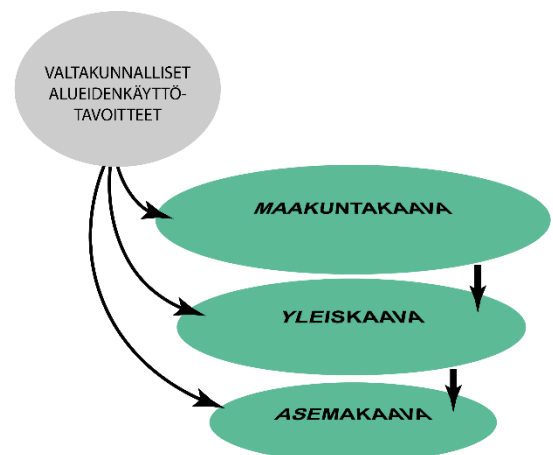 VALTAKUNNALLISET
ALUEIDENKÄYTTÖ-
TAVOITTEET
MAAKUNTAKAAVA
YLEISKAAVA
ASEMAKAAVA